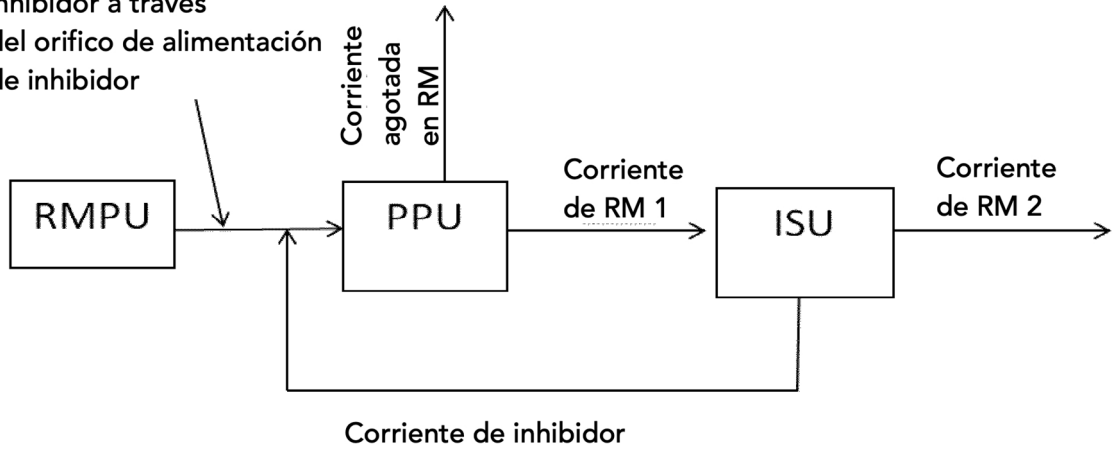 nhibidor a través
del orifico de alimentación
de inhibidor
Corriente
agotada
en RM
RMPU
PPU
Corriente
de RM 1
ISU
Corriente
de RM 2
Corriente de inhibidor